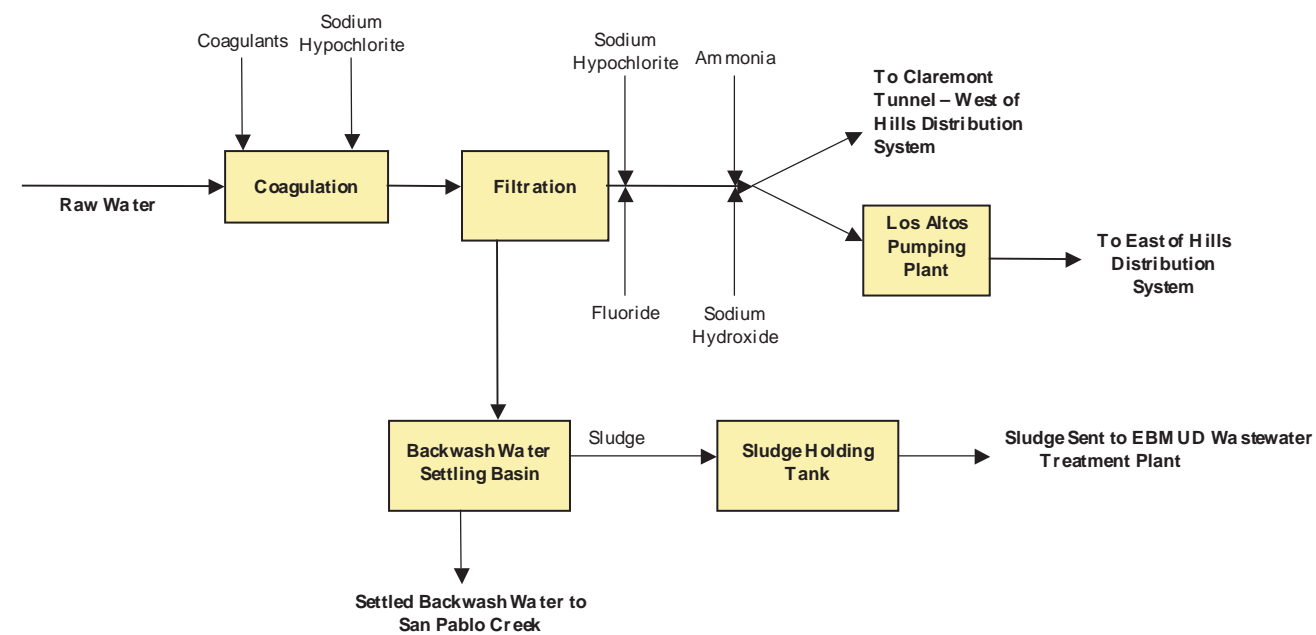 Coagulants
Sodium
Hypochlorite
Sodium
Hypochlorite
Ammonia
To Claremont
Tunnel – West of
Hills Distribution
System
Raw Water
Coagulation
Filtration
Los Altos
Pumping
Plant
To East of Hills
Distribution
System
Fluoride
Sodium
Hydroxide
Backwash Water
Settling Basin
Sludge
Sludge Holding
Tank
Sludge Sent to EBMUD Wastewater
Treatment Plant
Settled Backwash Water to
San Pablo Creek